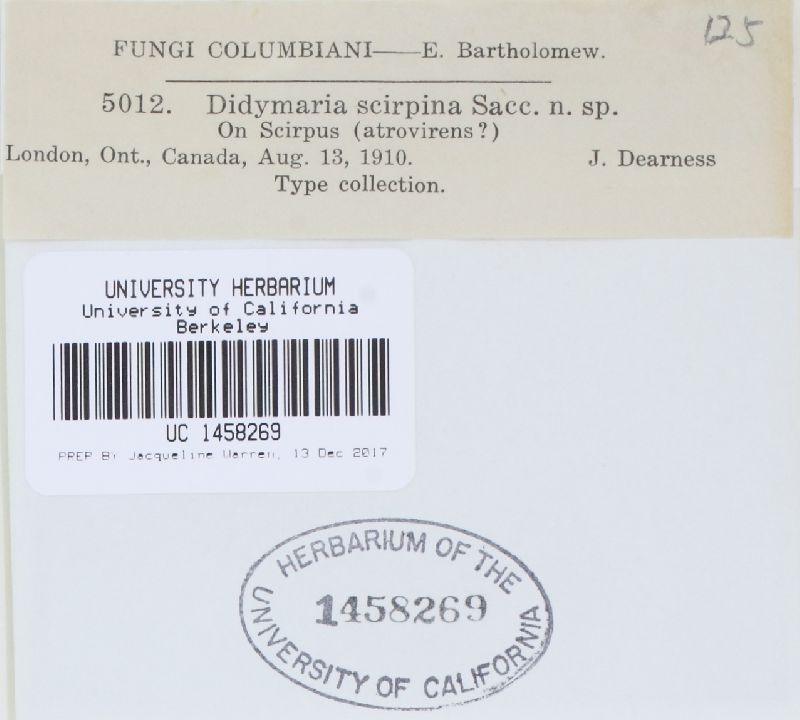 125
FUNGI COLUMBIANI——E. Bartholomew.
5012. Didymaria scirpina Sacc. n. sp.
On Scirpus (atrovirens?)
London, Ont., Canada, Aug. 13, 1910. J. Dearness
Type collection.
UNIVERSITY HERBARIUM
University of California
Berkeley
UC 1458269
PREP BY Jacqueline Warren, 13 Dec 2017
HERBARIUM OF THE
1458269
UNIVERSITY OF CALIFORNIA